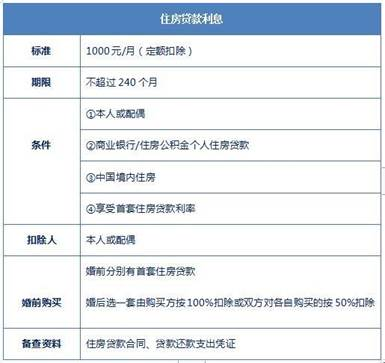 住房贷款利息
标准
1000元/月（定额扣除）
期限
不超过 240 个月
条件
①本人或配偶
②商业银行/住房公积金个人住房贷款
③中国境内住房
④享受首套住房贷款利率
扣除人
本人或配偶
婚前购买
婚前分别有首套住房贷款
婚后选一套由购买方按 100%扣除或双方对各自购买的按 50%扣除
备查资料
住房贷款合同、贷款还款支出凭证